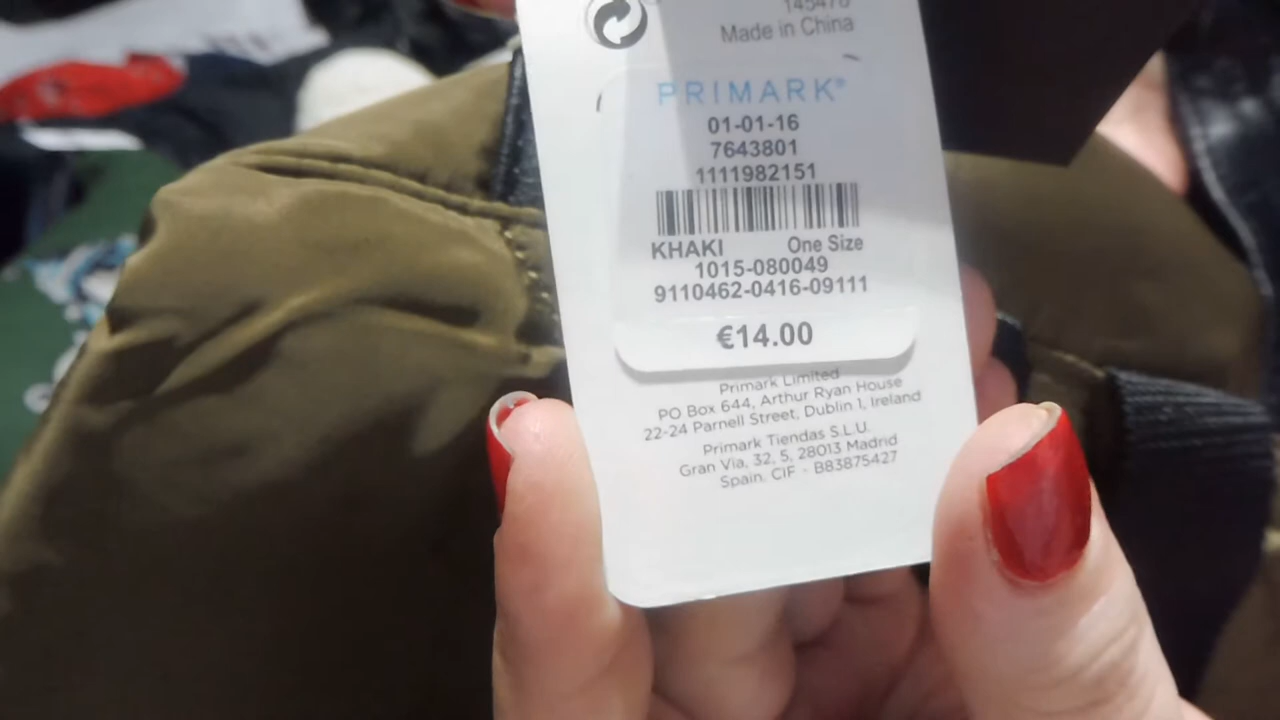 145478
Made in China
PRIMARK®
01-01-16
7643801
1111982151
KHAKI One Size
1015-080049
9110462-0416-09111
€14.00
Primark Limited
PO Box 644, Arthur Ryan House
22-24 Parnell Street, Dublin 1, Ireland
Primark Tiendas S.L.U.
Gran Via, 32, 5, 28013 Madrid
Spain. CIF - B83875427